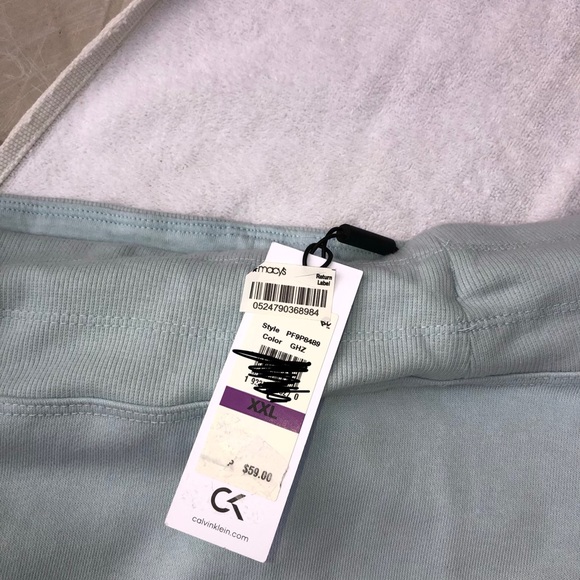 ★macy's
Return
Label
0524790368984
Style PF9P8489
Color GHZ
XXL
$59.00
CK
calvinklein.com